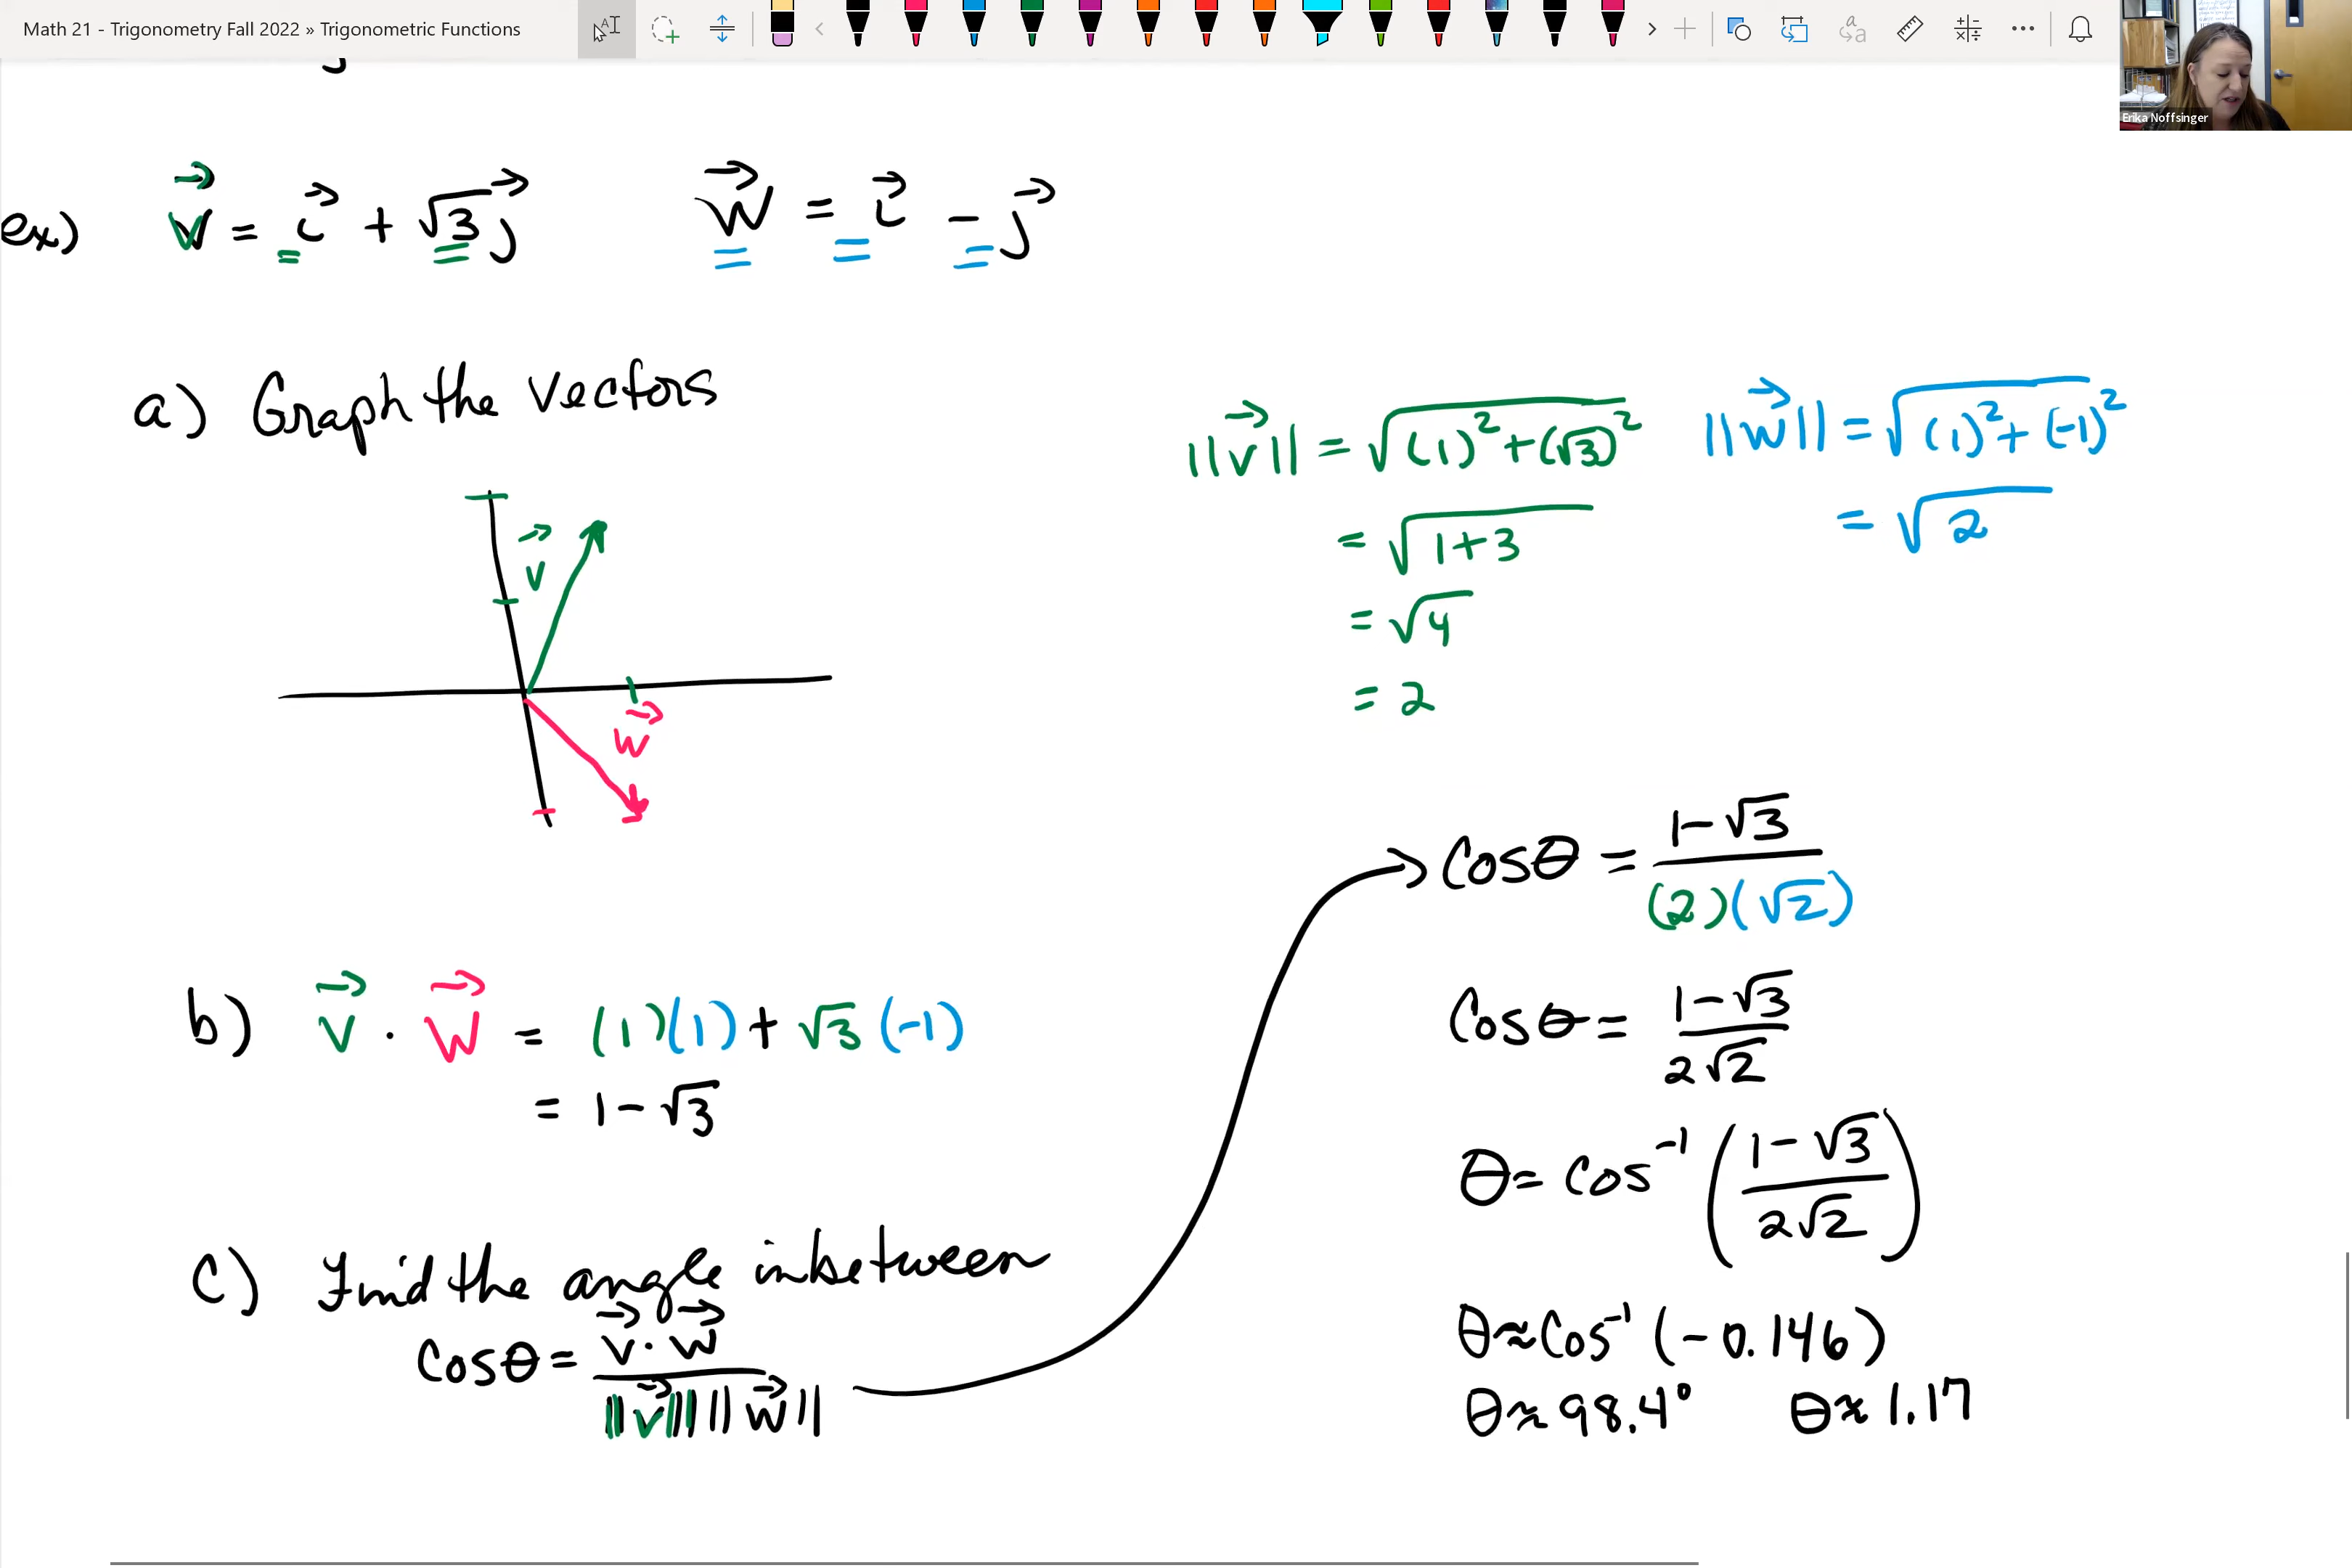 Math 21 - Trigonometry Fall 2022 » Trigonometric Functions
Erika Noffsinger
ex) v⃗ = i⃗ + √3 j⃗
w⃗ = i⃗ - j⃗
a) Graph the vectors
v⃗
w⃗
||v⃗|| = √((1)² + (√3)²)
= √(1+3)
= √4
= 2
||w⃗|| = √((1)² + (-1)²)
= √2
b) v⃗ · w⃗ = (1)(1) + √3 (-1)
= 1 - √3
c) Find the angle inbetween
Cosθ = (v⃗ · w⃗)/(||v⃗|| ||w⃗||)
Cosθ = (1-√3)/((2)(√2))
Cosθ = (1-√3)/(2√2)
θ = Cos⁻¹((1-√3)/(2√2))
θ ≈ Cos⁻¹(-0.146)
θ ≈ 98.4° θ ≈ 1.17